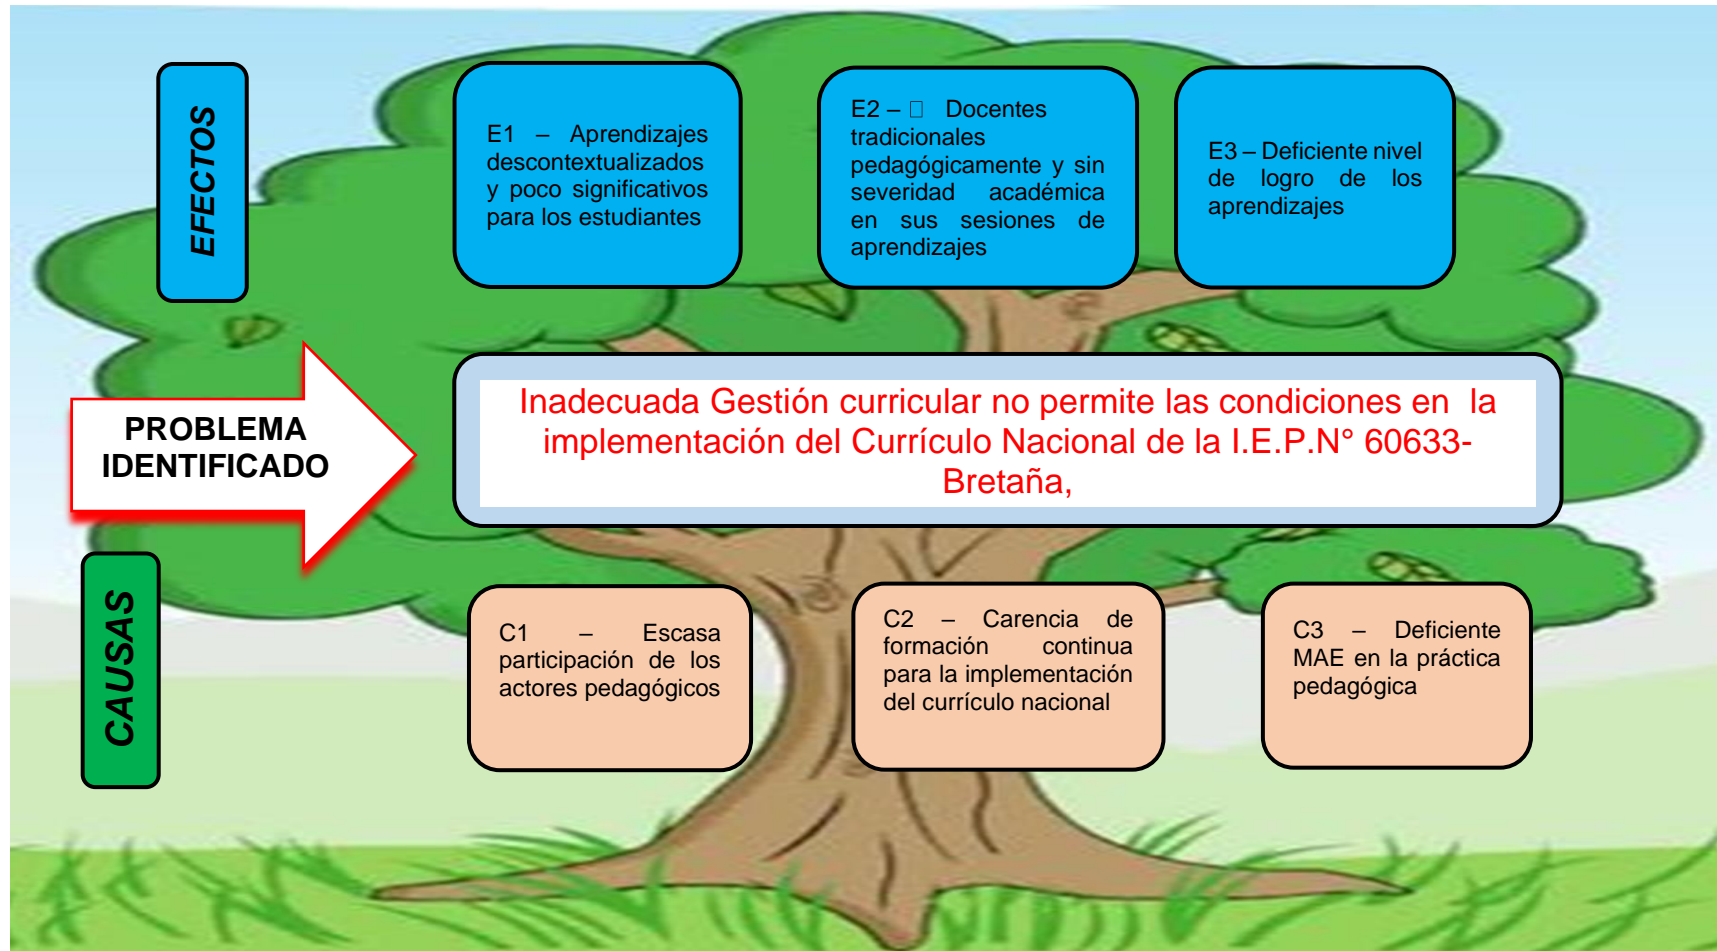 EFECTOS
E1 – Aprendizajes
descontextualizados
y poco significativos
para los estudiantes
E2 – □ Docentes
tradicionales
pedagógicamente y sin
severidad académica
en sus sesiones de
aprendizajes
E3 – Deficiente nivel
de logro de los
aprendizajes
PROBLEMA
IDENTIFICADO
Inadecuada Gestión curricular no permite las condiciones en la
implementación del Currículo Nacional de la I.E.P.N° 60633-
Bretaña,
CAUSAS
C1 – Escasa
participación de los
actores pedagógicos
C2 – Carencia de
formación continua
para la implementación
del currículo nacional
C3 – Deficiente
MAE en la práctica
pedagógica